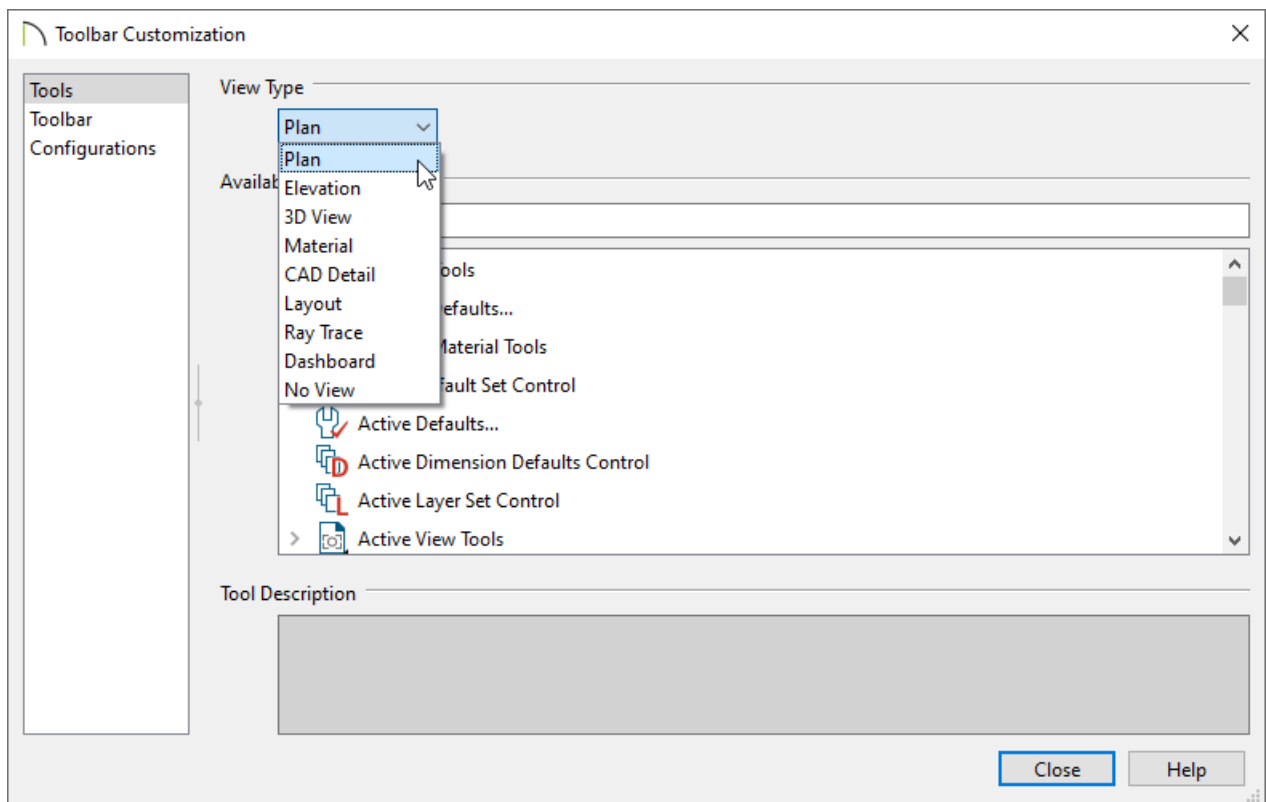 Toolbar Customization
Tools
Toolbar
Configurations
View Type
Plan
Plan
Elevation
3D View
Material
CAD Detail
Layout
Ray Trace
Dashboard
No View
Availab
ools
efaults...
Material Tools
fault Set Control
Active Defaults...
Active Dimension Defaults Control
Active Layer Set Control
Active View Tools
Tool Description
Close
Help